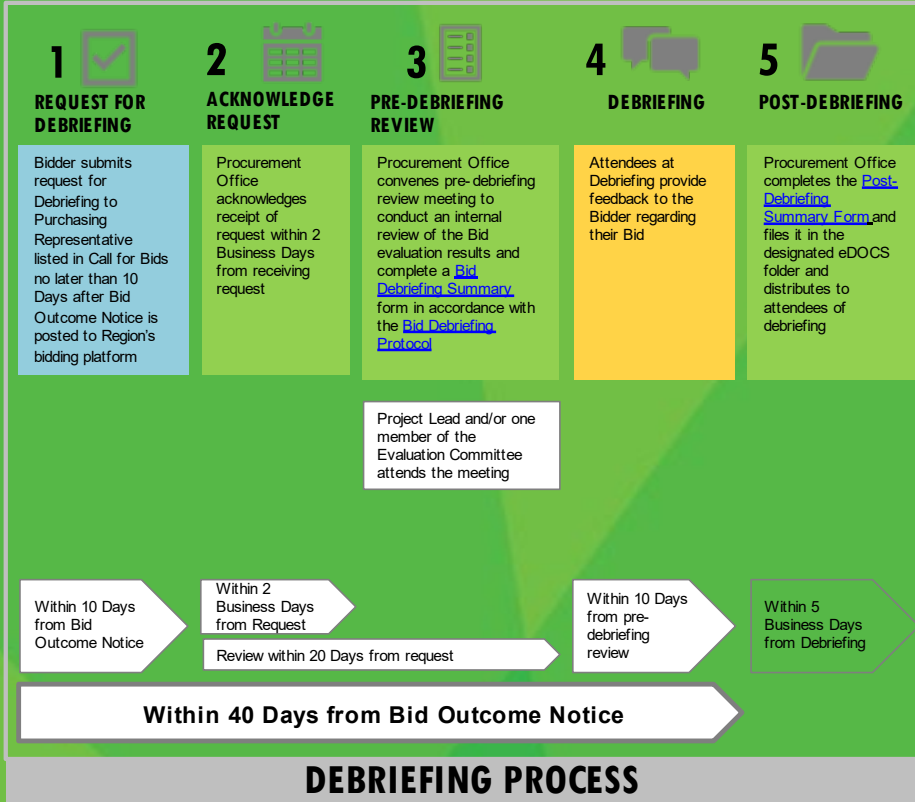 1
REQUEST FOR
DEBRIEFING
Bidder submits
request for
Debriefing to
Purchasing
Representative
listed in Call for Bids
no later than 10
Days after Bid
Outcome Notice is
posted to Region's
bidding platform
2
ACKNOWLEDGE
REQUEST
Procurement
Office
acknowledges
receipt of
request within 2
Business Days
from receiving
request
3
PRE-DEBRIEFING
REVIEW
Procurement Office
convenes pre-debriefing
review meeting to
conduct an internal
review of the Bid
evaluation results and
complete a Bid
Debriefing Summary
form in accordance with
the Bid Debriefing
Protocol
Project Lead and/or one
member of the
Evaluation Committee
attends the meeting
4
DEBRIEFING
Attendees at
Debriefing provide
feedback to the
Bidder regarding
their Bid
5
POST-DEBRIEFING
Procurement Office
completes the Post-
Debriefing
Summary Form and
files it in the
designated eDOCS
folder and
distributes to
attendees of
debriefing
Within 10 Days
from Bid
Outcome Notice
Within 2
Business Days
from Request
Review within 20 Days from request
Within 10 Days
from pre-
debriefing
review
Within 5
Business Days
from Debriefing
Within 40 Days from Bid Outcome Notice
DEBRIEFING PROCESS